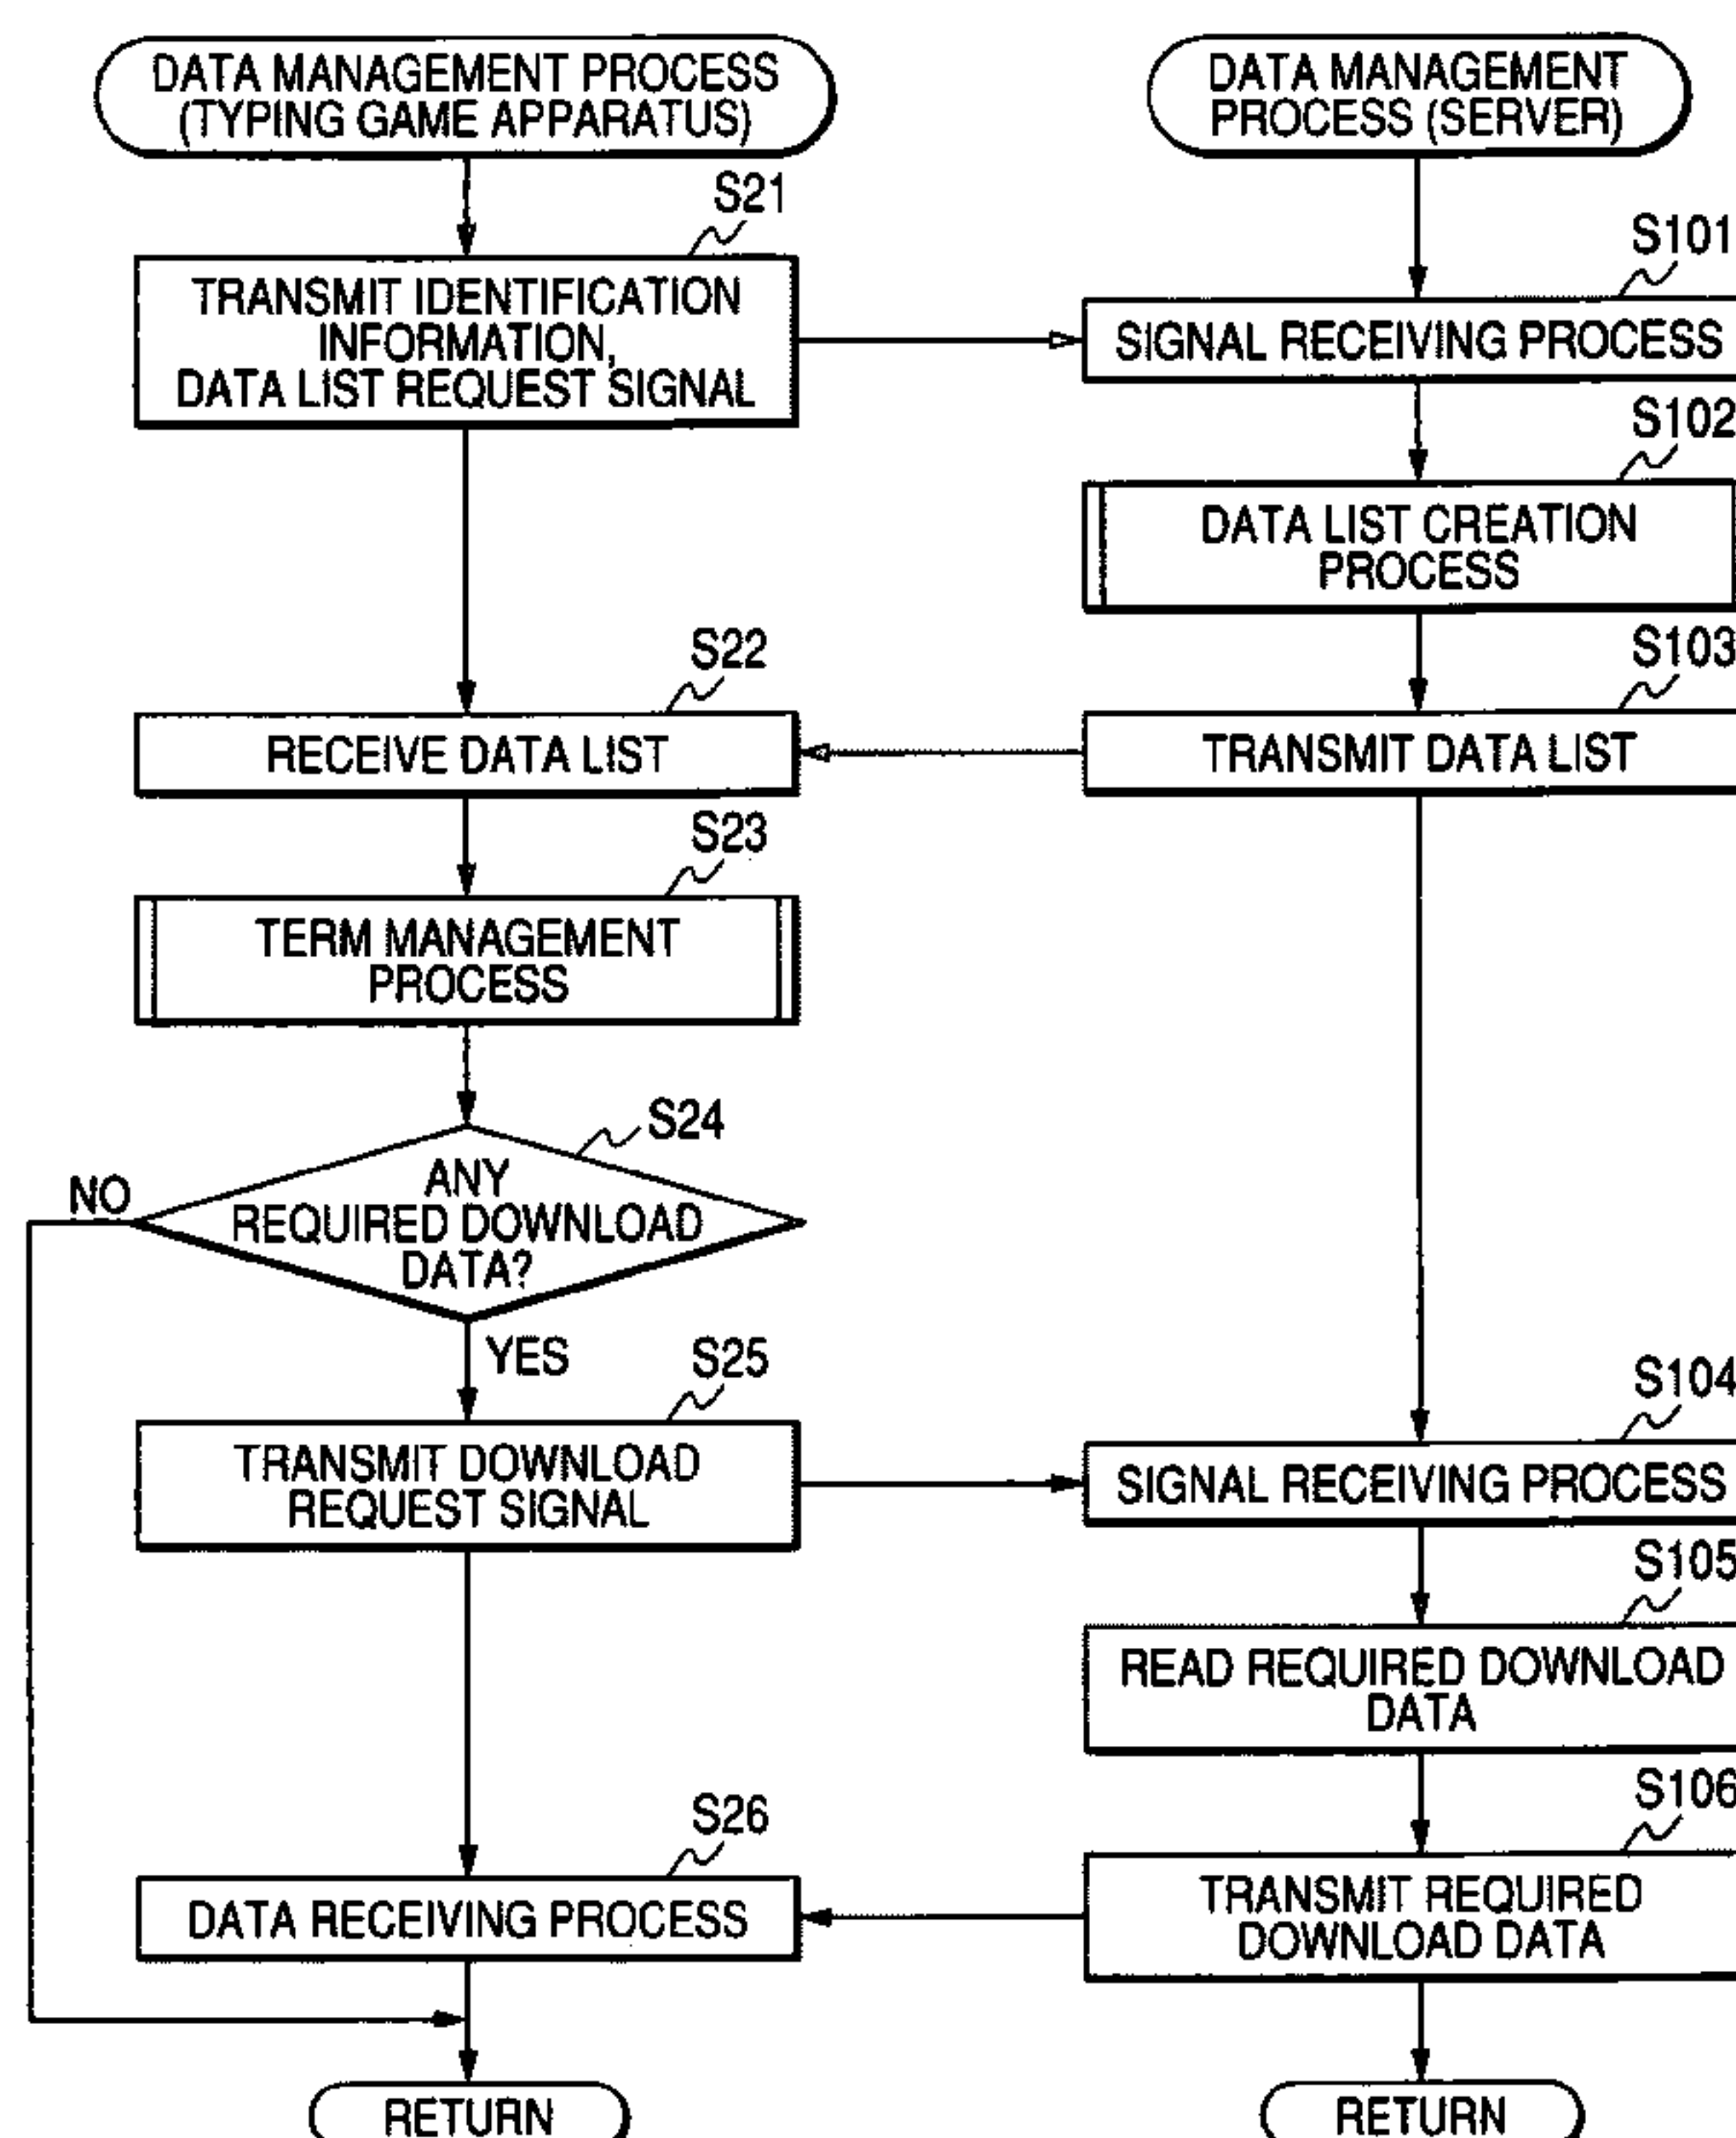 DATA MANAGEMENT PROCESS
(TYPING GAME APPARATUS)
S21
TRANSMIT IDENTIFICATION
INFORMATION,
DATA LIST REQUEST SIGNAL
S22
RECEIVE DATA LIST
S23
TERM MANAGEMENT
PROCESS
S24
ANY
REQUIRED DOWNLOAD
DATA?
NO
YES
S25
TRANSMIT DOWNLOAD
REQUEST SIGNAL
S26
DATA RECEIVING PROCESS
RETURN
DATA MANAGEMENT
PROCESS (SERVER)
S101
SIGNAL RECEIVING PROCESS
S102
DATA LIST CREATION
PROCESS
S103
TRANSMIT DATA LIST
S104
SIGNAL RECEIVING PROCESS
S105
READ REQUIRED DOWNLOAD
DATA
S106
TRANSMIT REQUIRED
DOWNLOAD DATA
RETURN